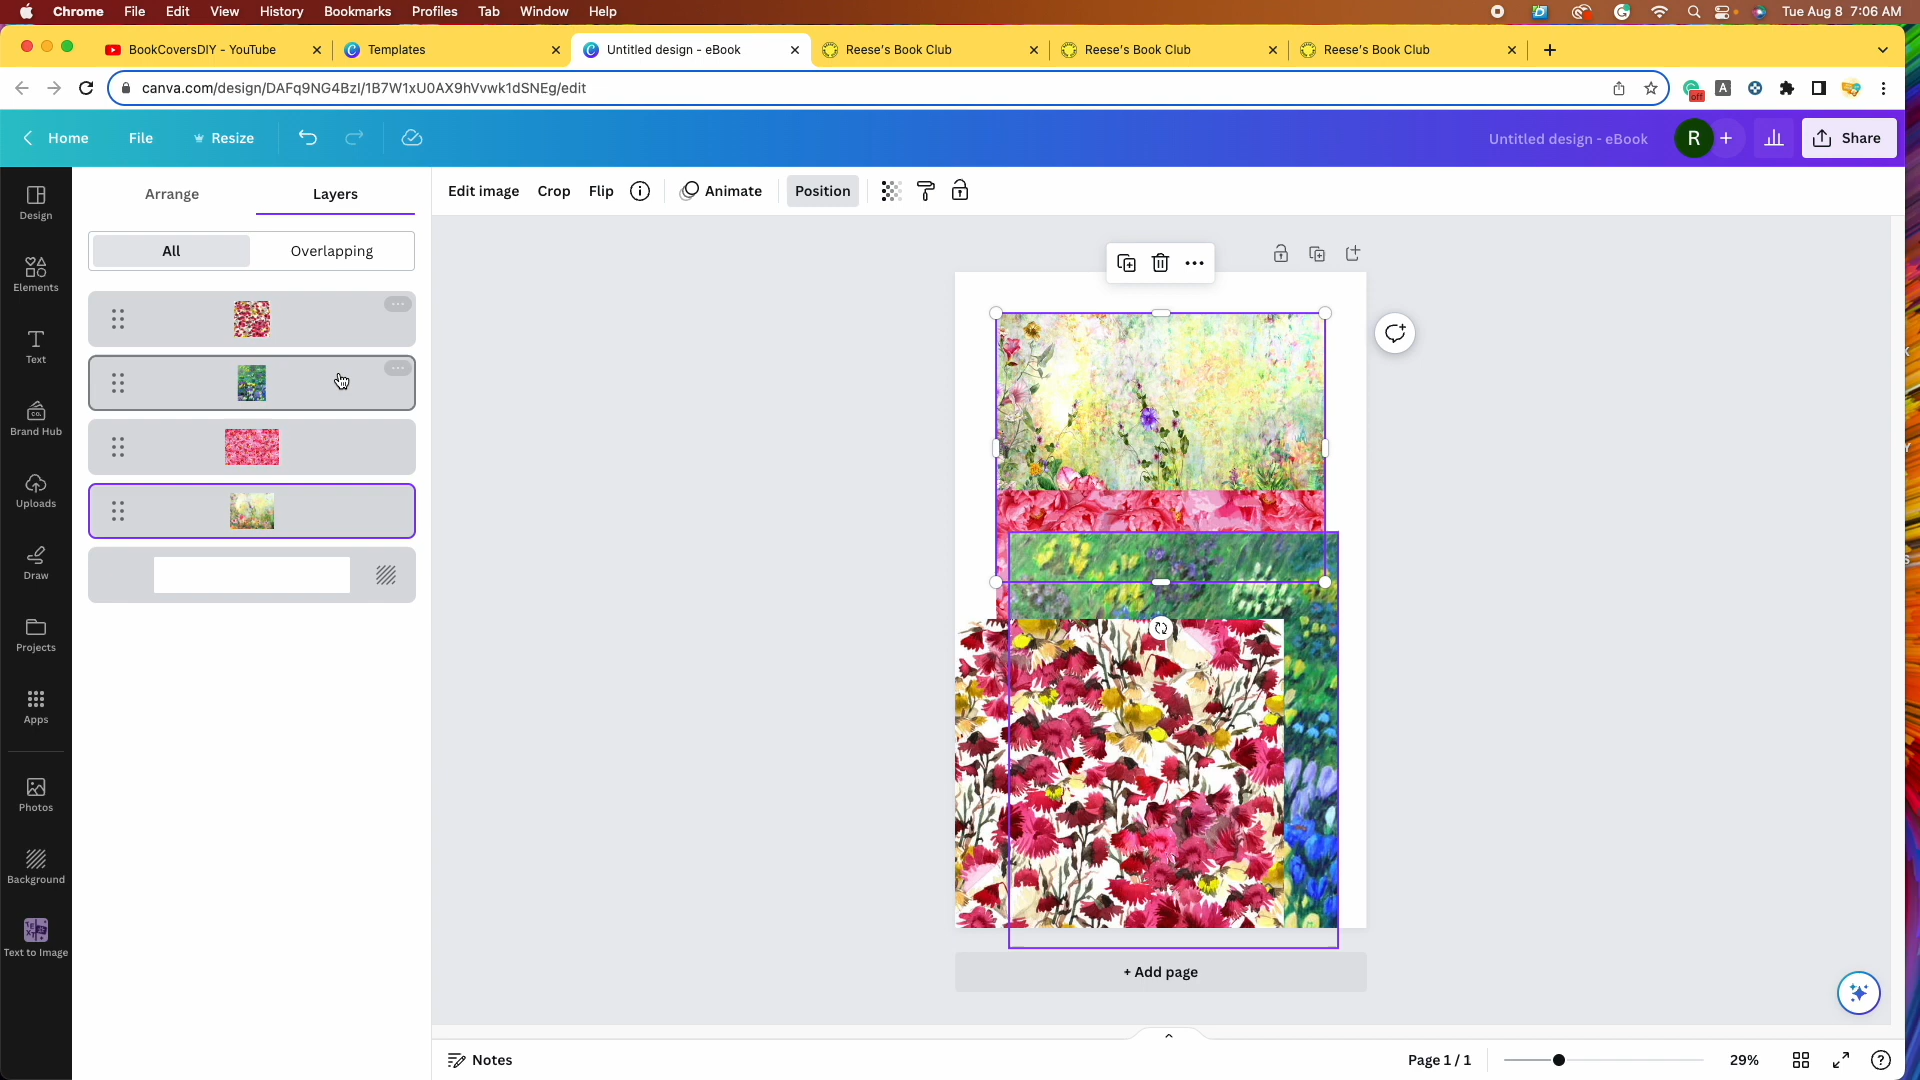 Chrome File Edit View History Bookmarks Profiles Tab Window Help Tue Aug 8 7:06 AM
BookCoversDIY - YouTube Templates Untitled design - eBook Reese's Book Club Reese's Book Club Reese's Book Club
canva.com/design/DAFq9NG4BzI/1B7W1xU0AX9hVvwk1dSNEg/edit
off A
Home File Resize Untitled design - eBook R + Share
Arrange Layers Edit image Crop Flip Animate Position
Design
All Overlapping
Elements
Text
co.
Brand Hub
Uploads
Draw
Projects
Apps
Photos
Background
TEXT
Text to Image
+ Add page
Notes Page 1 / 1 29%